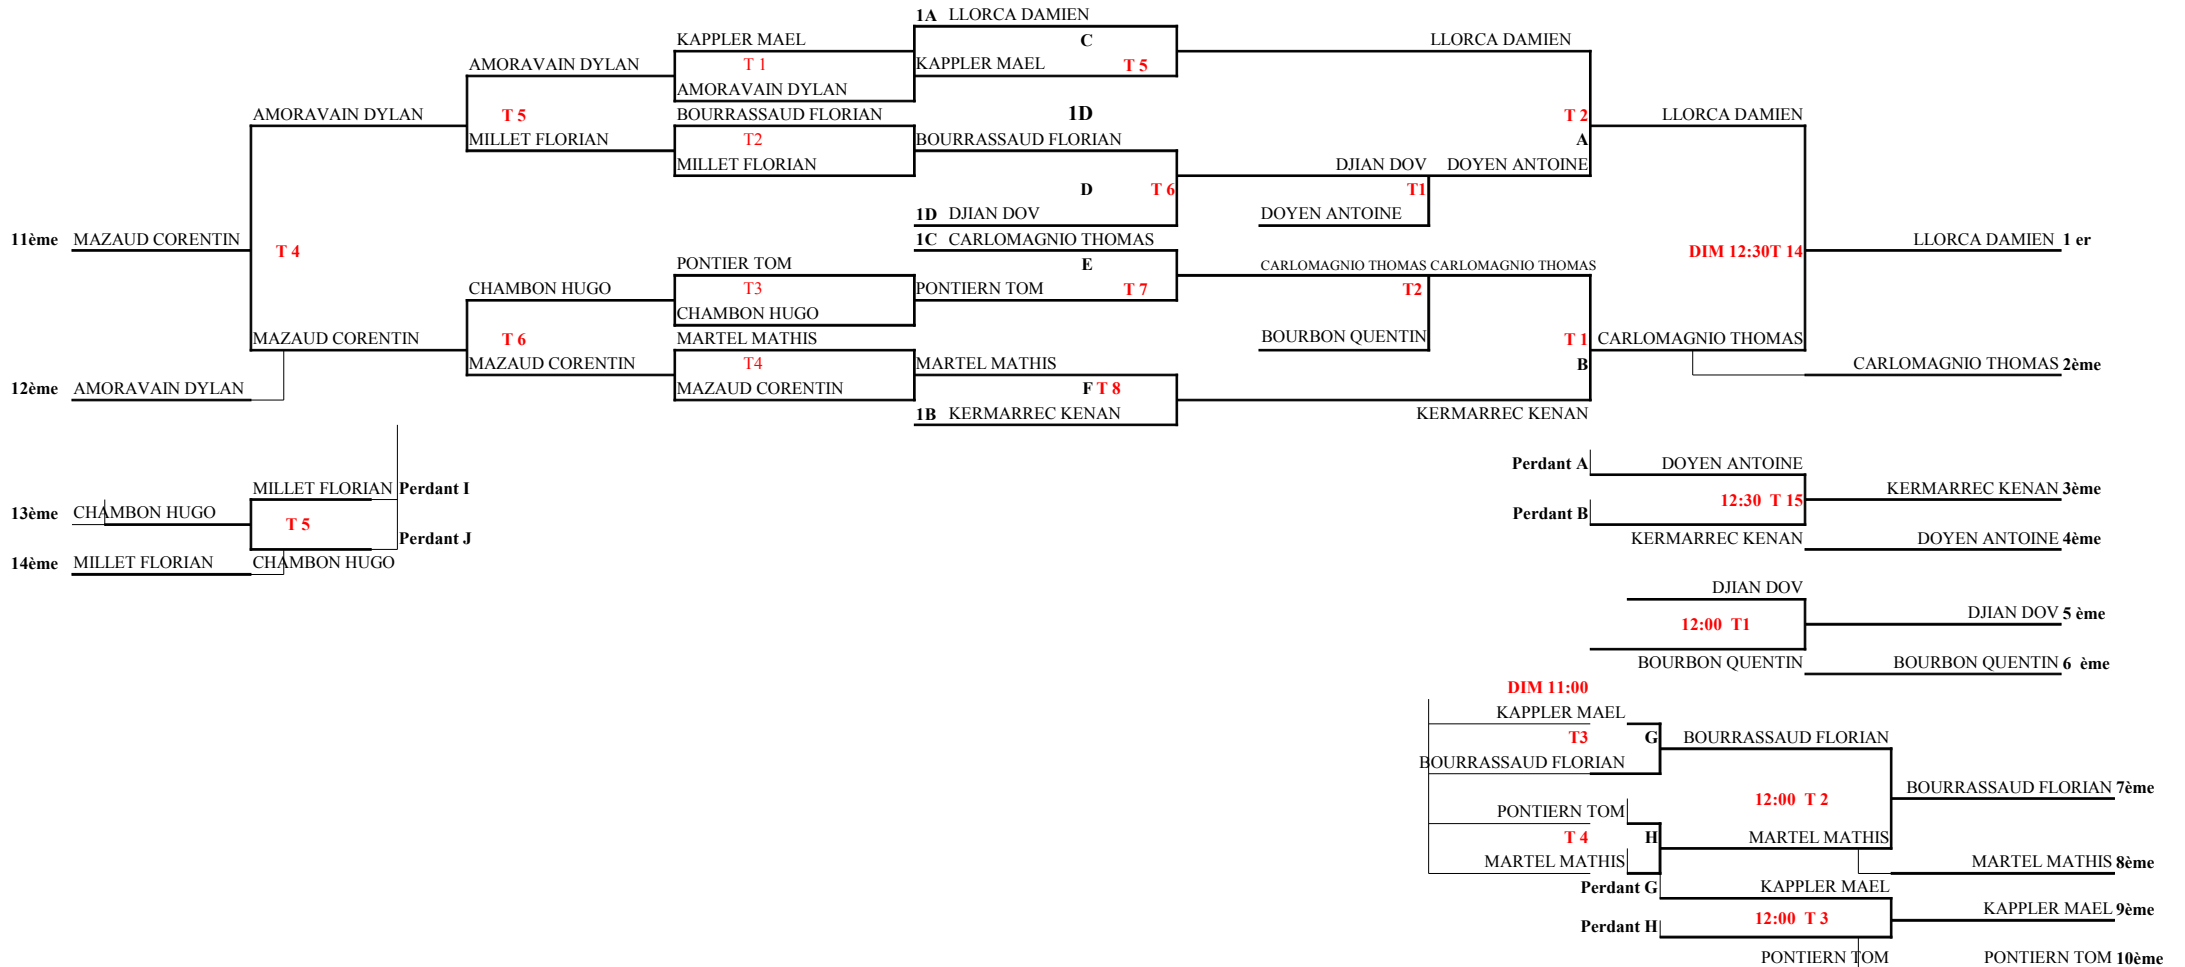 1A LLORCA DAMIEN
KAPPLER MAEL C LLORCA DAMIEN
AMORAVAIN DYLAN T 1 KAPPLER MAEL T 5
AMORAVAIN DYLAN
AMORAVAIN DYLAN T 5 BOURRASSAUD FLORIAN 1D T 2 LLORCA DAMIEN
MILLET FLORIAN T2 BOURRASSAUD FLORIAN A
MILLET FLORIAN DJIAN DOV DOYEN ANTOINE
D T 6 T1
1D DJIAN DOV DOYEN ANTOINE
11ème MAZAUD CORENTIN T 4 1C CARLOMAGNIO THOMAS DIM 12:30T 14 LLORCA DAMIEN 1 er
PONTIER TOM E CARLOMAGNIO THOMAS CARLOMAGNIO THOMAS
CHAMBON HUGO T3 PONTIERN TOM T 7 T2
CHAMBON HUGO
MAZAUD CORENTIN T 6 MARTEL MATHIS BOURBON QUENTIN T 1 CARLOMAGNIO THOMAS
MAZAUD CORENTIN T4 MARTEL MATHIS B CARLOMAGNIO THOMAS 2ème
12ème AMORAVAIN DYLAN MAZAUD CORENTIN F T 8
1B KERMARREC KENAN KERMARREC KENAN
Perdant A DOYEN ANTOINE
MILLET FLORIAN Perdant I KERMARREC KENAN 3ème
12:30 T 15
13ème CHAMBON HUGO T 5 Perdant B
Perdant J KERMARREC KENAN DOYEN ANTOINE 4ème
14ème MILLET FLORIAN CHAMBON HUGO
DJIAN DOV
12:00 T1 DJIAN DOV 5 ème
BOURBON QUENTIN BOURBON QUENTIN 6 ème
DIM 11:00
KAPPLER MAEL
T3 G BOURRASSAUD FLORIAN
BOURRASSAUD FLORIAN
BOURRASSAUD FLORIAN 7ème
12:00 T 2
PONTIERN TOM
T 4 H MARTEL MATHIS
MARTEL MATHIS MARTEL MATHIS 8ème
Perdant G KAPPLER MAEL
12:00 T 3 KAPPLER MAEL 9ème
Perdant H
PONTIERN TOM PONTIERN TOM 10ème